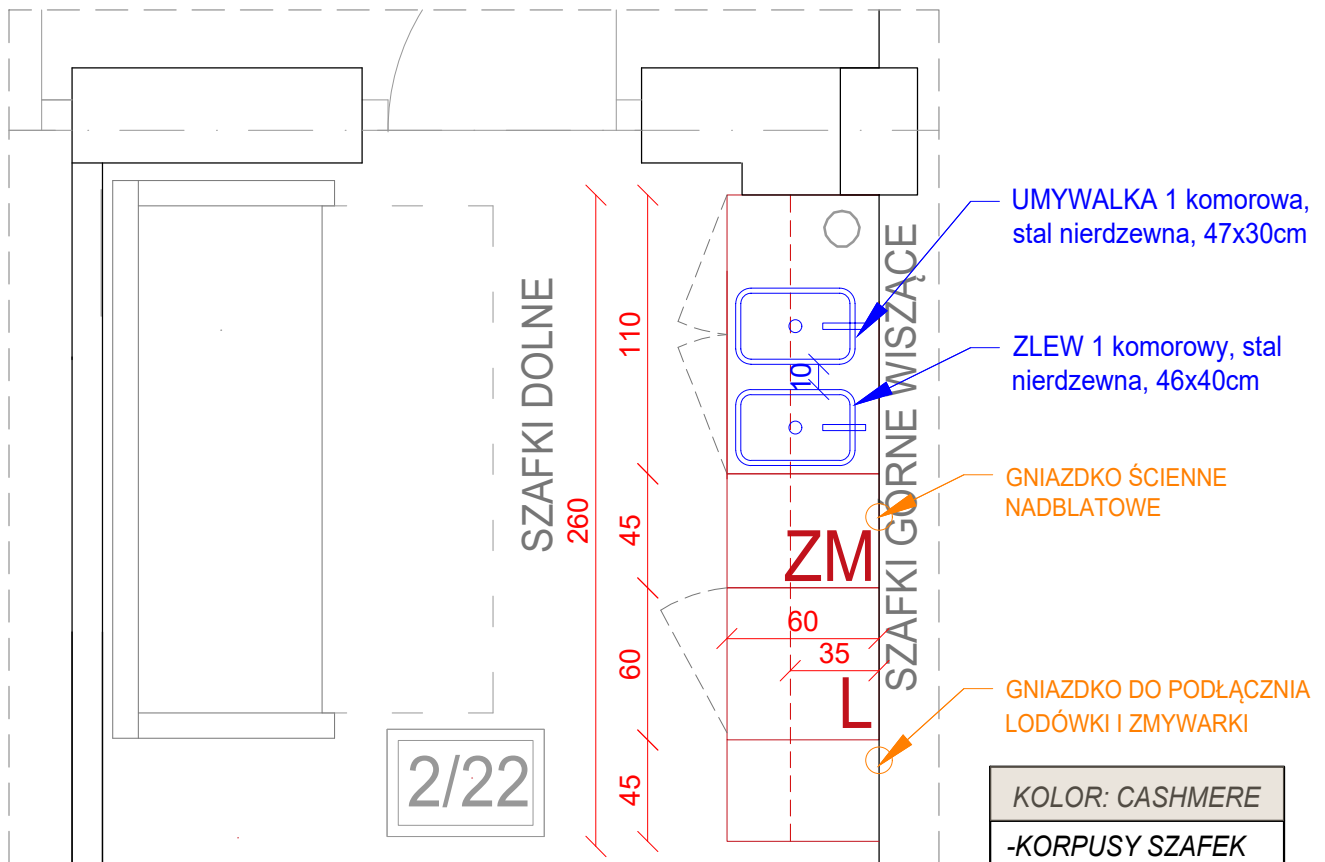 UMYWALKA 1 komorowa,
stal nierdzewna, 47x30cm
ZLEW 1 komorowy, stal
nierdzewna, 46x40cm
GNIAZDKO ŚCIENNE
NADBLATOWE
GNIAZDKO DO PODŁĄCZNIA
LODÓWKI I ZMYWARKI
KOLOR: CASHMERE
-KORPUSY SZAFEK
SZAFKI DOLNE
SZAFKI GÓRNE WISZĄCE
260
110
45
60
45
10
ZM
60
35
L
2/22